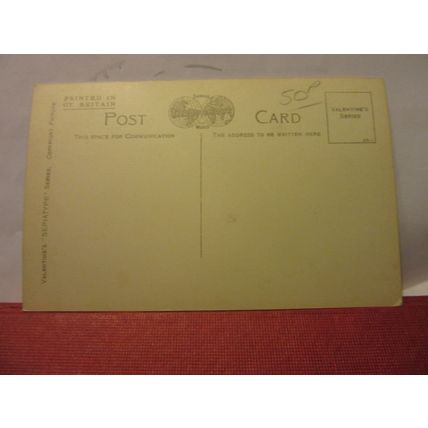 PRINTED IN
GT. BRITAIN
POST CARD
THIS SPACE FOR COMMUNICATION
THE ADDRESS TO BE WRITTEN HERE
VALENTINE'S
SERIES
VALENTINE'S "SEPIATYPE" SERIES. COPYRIGHT PICTURE